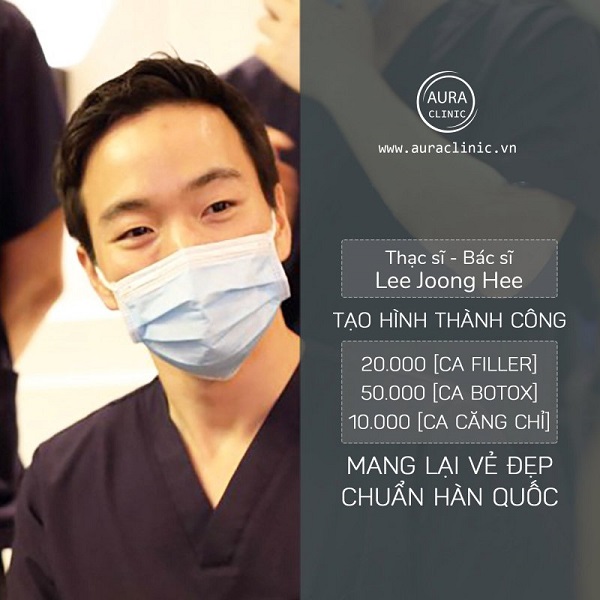 AURA
CLINIC
www.auraclinic.vn
Thạc sĩ - Bác sĩ
Lee Joong Hee
TẠO HÌNH THÀNH CÔNG
20.000 [CA FILLER]
50.000 [CA BOTOX]
10.000 [CA CĂNG CHỈ]
MANG LẠI VẺ ĐẸP
CHUẨN HÀN QUỐC